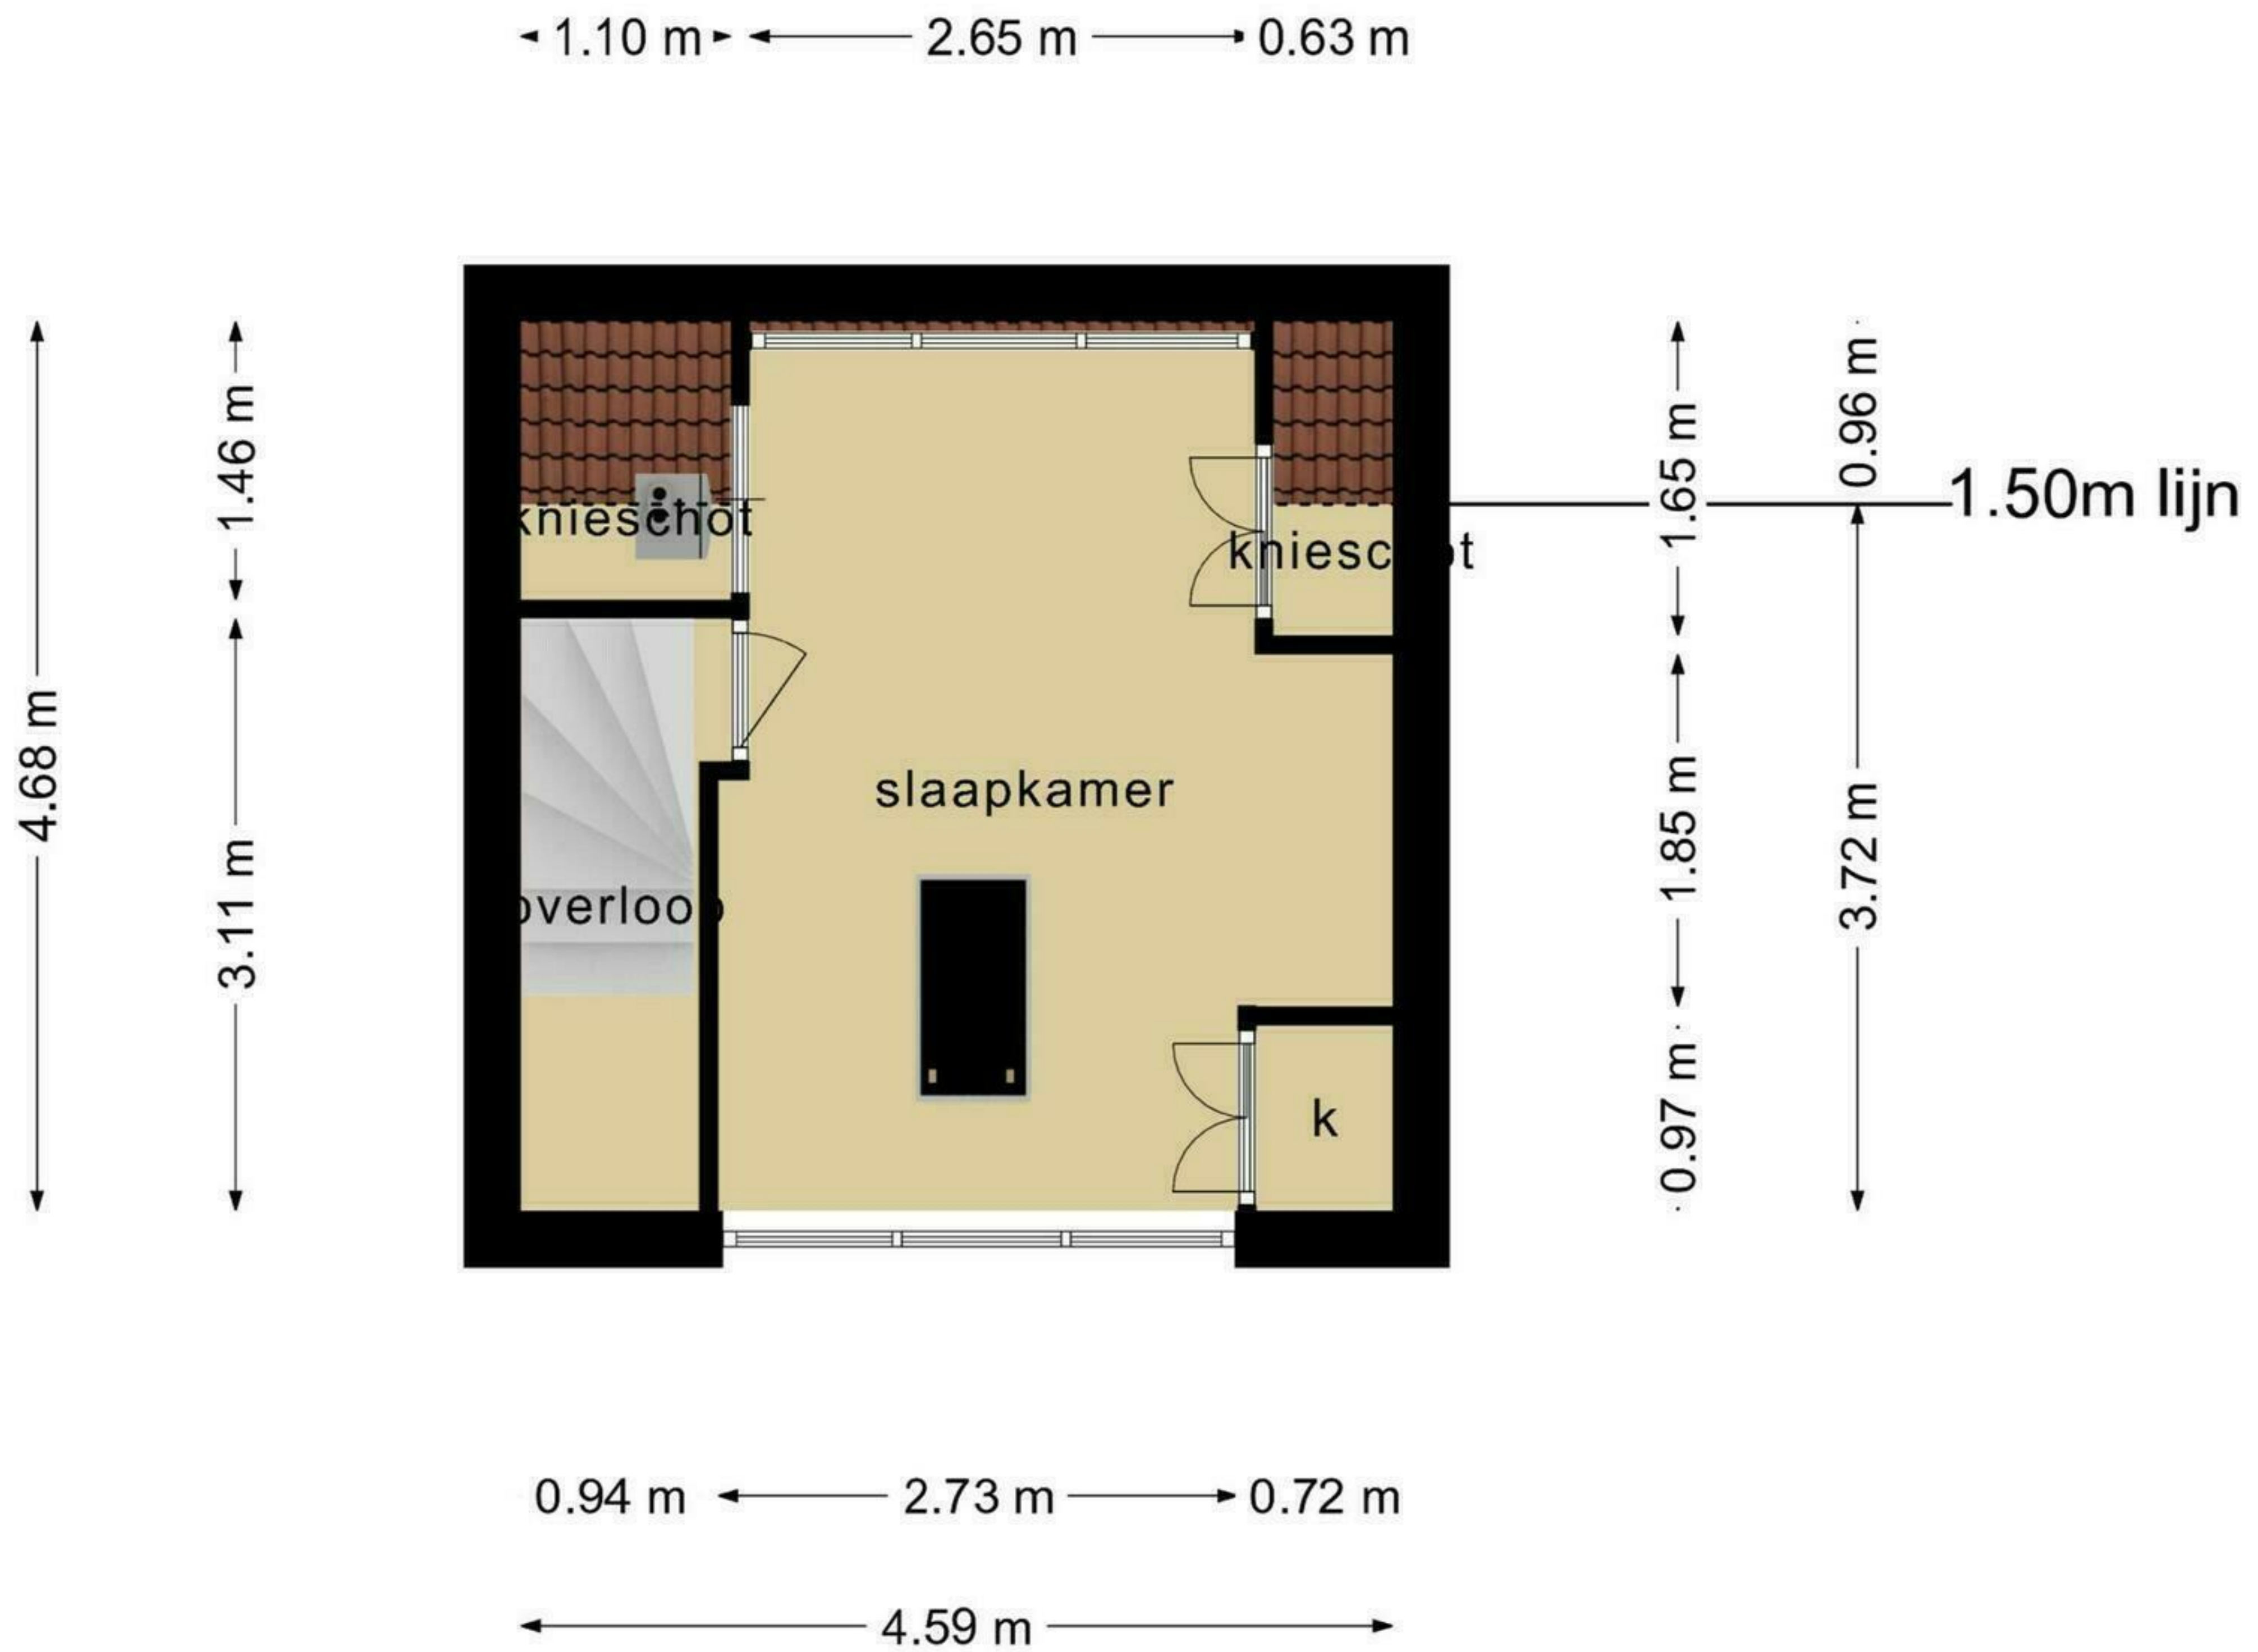 1.10 m 2.65 m 0.63 m
0.96 m
1.46 m
1.65 m
1.50m lijn
knieschot
knieschot
4.68 m
slaapkamer
1.85 m
3.72 m
3.11 m
overloop
0.97 m
k
0.94 m 2.73 m 0.72 m
4.59 m